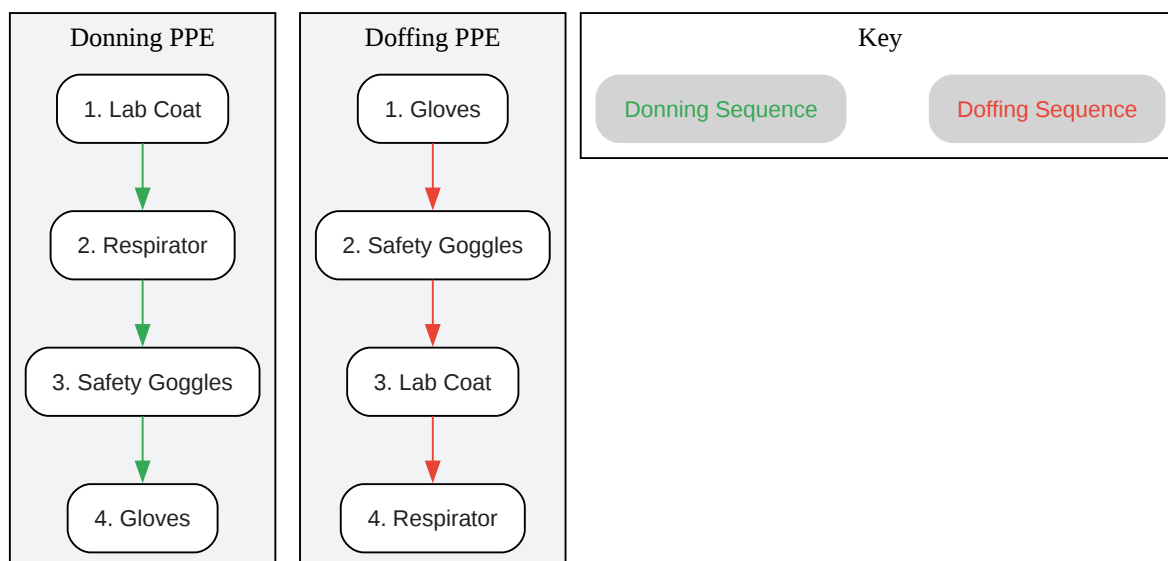 Donning PPE
1. Lab Coat
2. Respirator
3. Safety Goggles
4. Gloves
Doffing PPE
1. Gloves
2. Safety Goggles
3. Lab Coat
4. Respirator
Key
Donning Sequence
Doffing Sequence